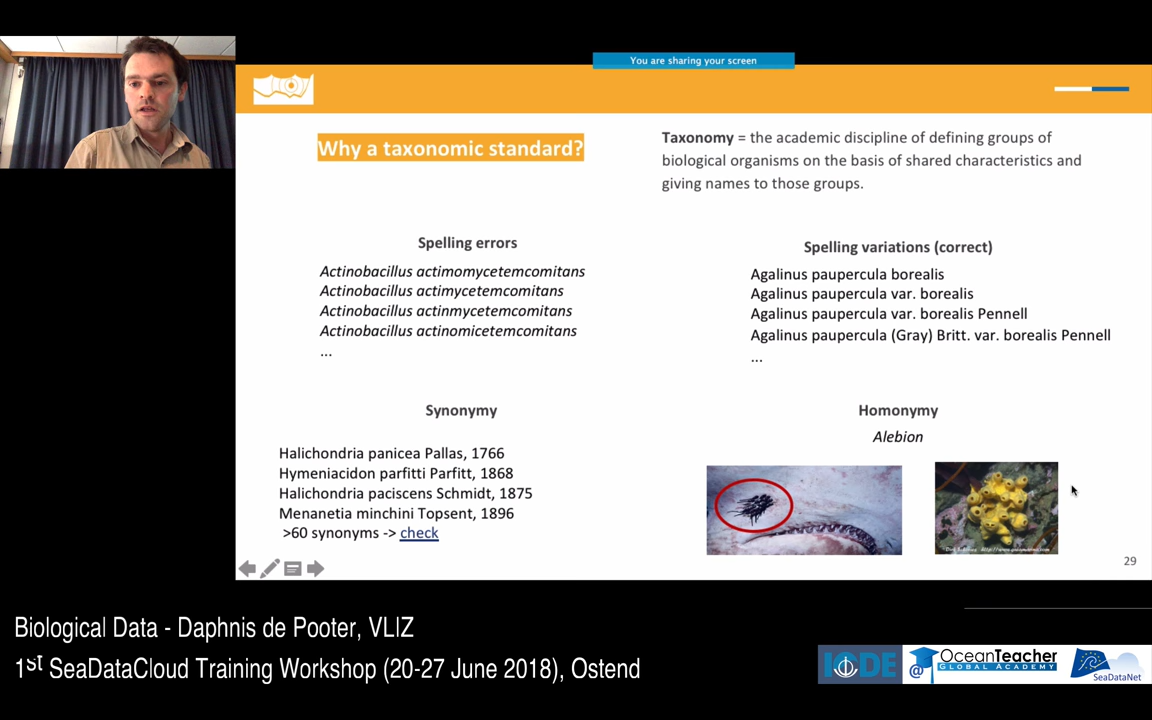 You are sharing your screen
Why a taxonomic standard?
Taxonomy = the academic discipline of defining groups of
biological organisms on the basis of shared characteristics and
giving names to those groups.
Spelling errors
Actinobacillus actimomycetemcomitans
Actinobacillus actimycetemcomitans
Actinobacillus actinmycetemcomitans
Actinobacillus actinomicetemcomitans
...
Spelling variations (correct)
Agalinus paupercula borealis
Agalinus paupercula var. borealis
Agalinus paupercula var. borealis Pennell
Agalinus paupercula (Gray) Britt. var. borealis Pennell
...
Synonymy
Halichondria panicea Pallas, 1766
Hymeniacidon parfitti Parfitt, 1868
Halichondria paciscens Schmidt, 1875
Menanetia minchini Topsent, 1896
>60 synonyms -> check
Homonymy
Alebion
29
Biological Data - Daphnis de Pooter, VLIZ
1st SeaDataCloud Training Workshop (20-27 June 2018), Ostend
IODE
@
OceanTeacher
GLOBAL ACADEMY
SeaDataNet